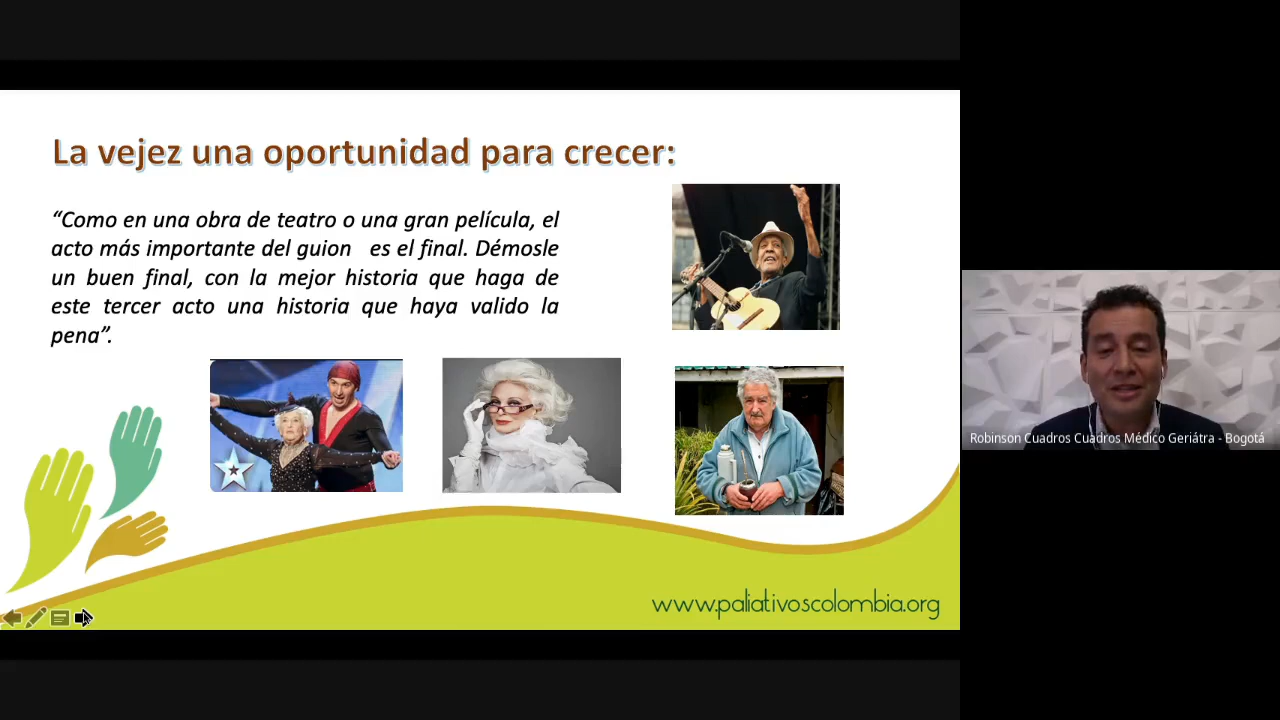 La vejez una oportunidad para crecer:
“Como en una obra de teatro o una gran película, el
acto más importante del guion es el final. Démosle
un buen final, con la mejor historia que haga de
este tercer acto una historia que haya valido la
pena”.
www.paliativoscolombia.org
Robinson Cuadros Cuadros Médico Geriátra - Bogotá